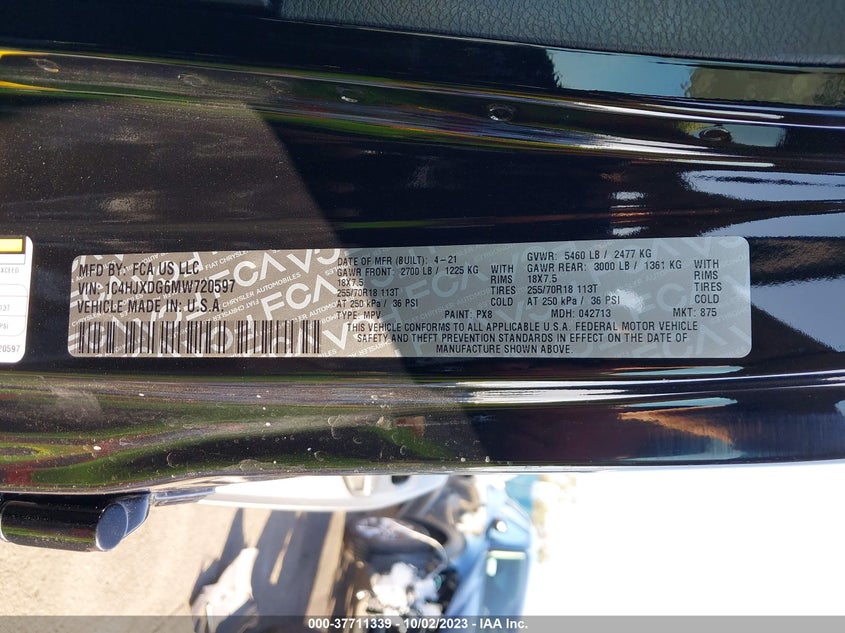 MFD BY: FCA US LLC
VIN: 1C4HJXDG6MW720597
VEHICLE MADE IN: U.S.A.
DATE OF MFR (BUILT): 4-21
GVWR: 5460 LB / 2477 KG
GAWR FRONT: 2700 LB / 1225 KG WITH
GAWR REAR: 3000 LB / 1361 KG WITH
18X7.5 RIMS
18X7.5 RIMS
255/70R18 113T TIRES
255/70R18 113T TIRES
AT 250 kPa / 36 PSI COLD
AT 250 kPa / 36 PSI COLD
TYPE: MPV PAINT: PX8 MDH: 042713 MKT: 875
THIS VEHICLE CONFORMS TO ALL APPLICABLE U.S.A. FEDERAL MOTOR VEHICLE
SAFETY AND THEFT PREVENTION STANDARDS IN EFFECT ON THE DATE OF
MANUFACTURE SHOWN ABOVE.
FCA
FIAT CHRYSLER AUTOMOBILES
000-37711339 - 10/02/2023 - IAA Inc.